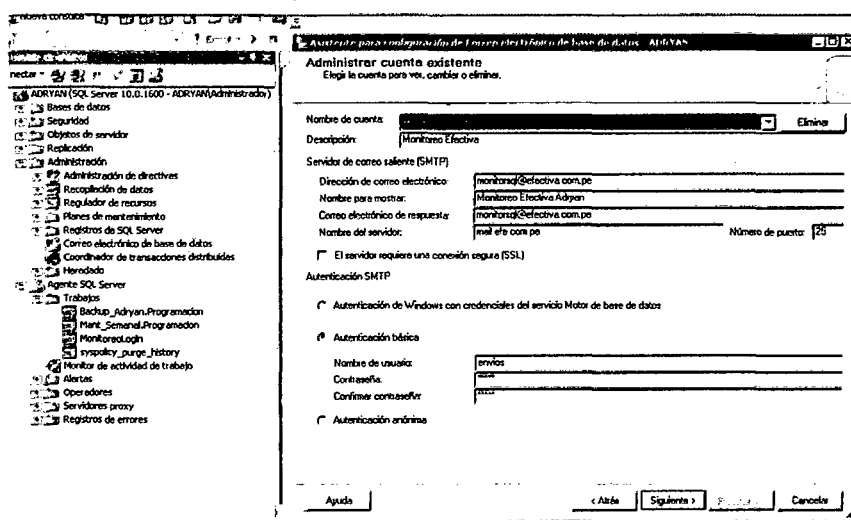 nueva consulta
Asistente para configuración de Correo electrónico de base de datos - ADRYAN
Administrar cuenta existente
Elegir la cuenta para ver, cambiar o eliminar.
nectar
ADRYAN (SQL Server 10.0.1600 - ADRYAN\Administrador)
Bases de datos
Seguridad
Objetos de servidor
Replicación
Administración
Administración de directivas
Recopilación de datos
Regulador de recursos
Planes de mantenimiento
Registros de SQL Server
Correo electrónico de base de datos
Coordinador de transacciones distribuidas
Heredado
Agente SQL Server
Trabajos
Backup_Adryan.Programacion
Mant_Semanal.Programacion
MonitoreoLogin
syspolicy_purge_history
Monitor de actividad de trabajo
Alertas
Operadores
Servidores proxy
Registros de errores
Nombre de cuenta:
Eliminar
Descripción: Monitoreo Efectiva
Servidor de correo saliente (SMTP)
Dirección de correo electrónico: monitorsql@efectiva.com.pe
Nombre para mostrar: Monitoreo Efectiva Adryan
Correo electrónico de respuesta: monitorsql@efectiva.com.pe
Nombre del servidor: mail efe com pe Número de puerto: 25
El servidor requiere una conexión segura (SSL)
Autenticación SMTP
Autenticación de Windows con credenciales del servicio Motor de base de datos
Autenticación básica
Nombre de usuario: envios
Contraseña:
Confirmar contraseña:
Autenticación anónima
Ayuda
< Atrás
Siguiente >
Cancelar